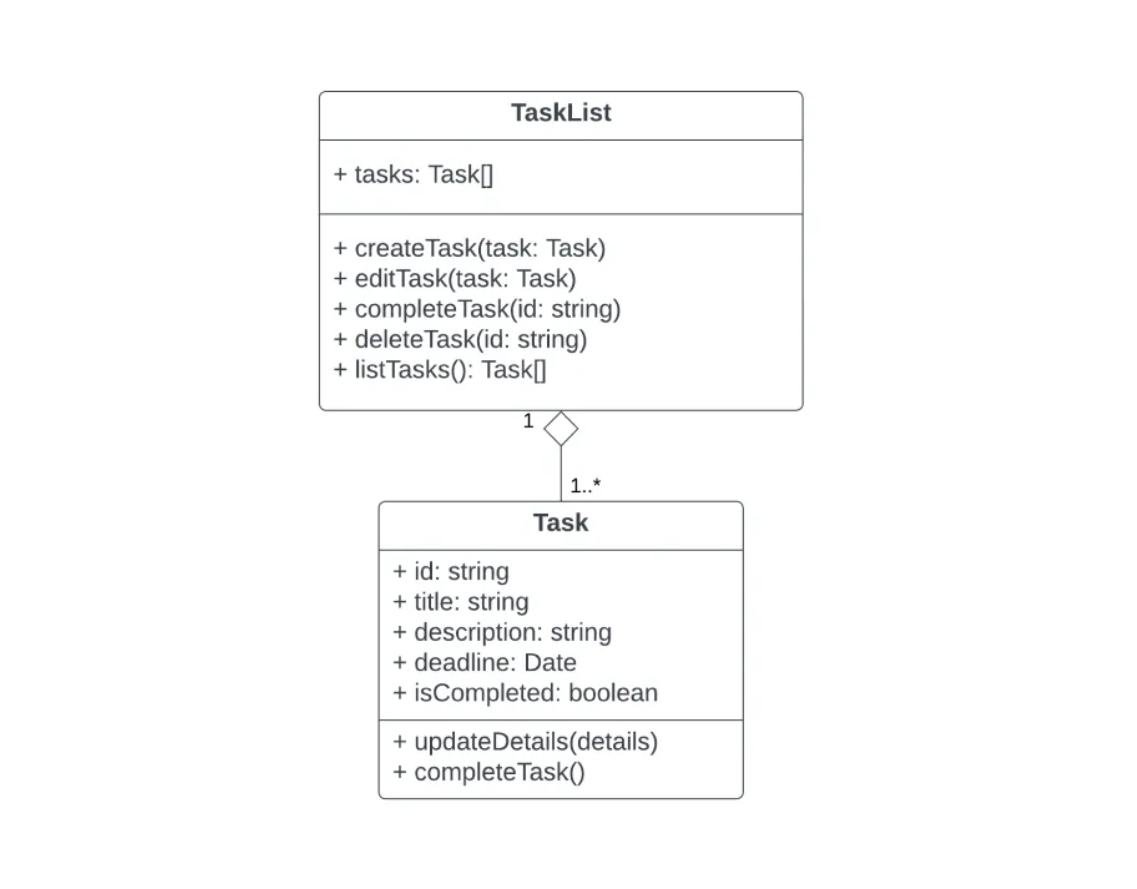 TaskList
+ tasks: Task[]
+ createTask(task: Task)
+ editTask(task: Task)
+ completeTask(id: string)
+ deleteTask(id: string)
+ listTasks(): Task[]
1
1..*
Task
+ id: string
+ title: string
+ description: string
+ deadline: Date
+ isCompleted: boolean
+ updateDetails(details)
+ completeTask()